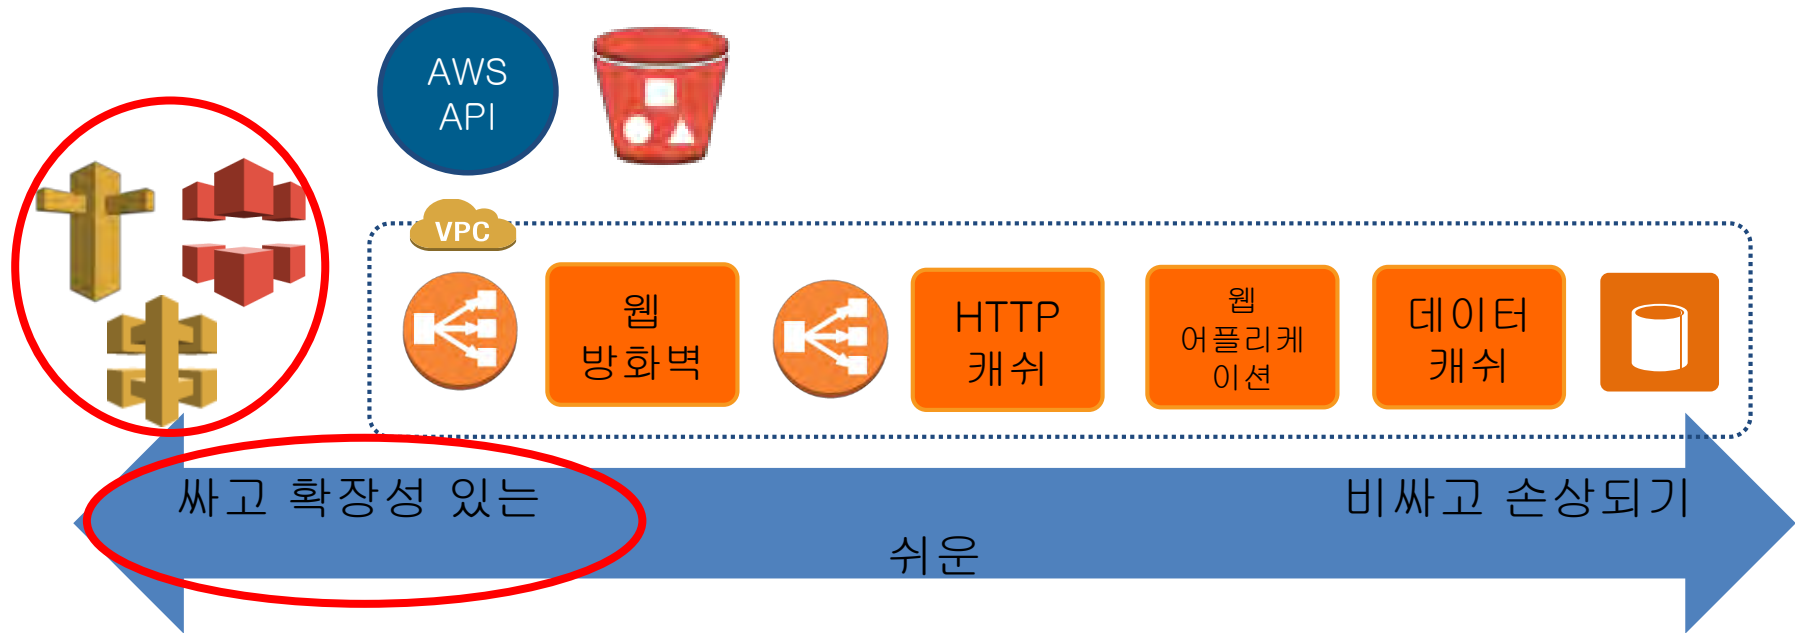 AWS
API
VPC
웹
방화벽
HTTP
캐쉬
웹
어플리케
이션
데이터
캐쉬
싸고 확장성 있는
비싸고 손상되기
쉬운